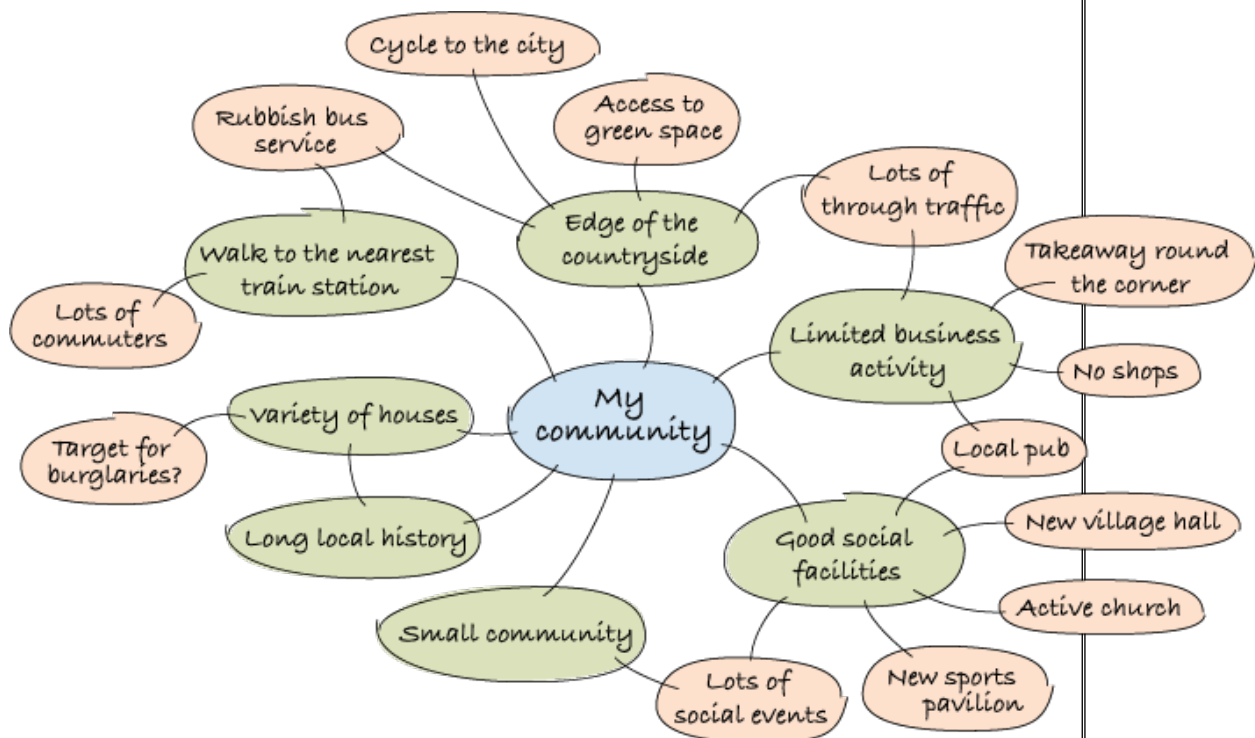 Cycle to the city
Rubbish bus
service
Access to
green space
Lots of
through traffic
Edge of the
countryside
Walk to the nearest
train station
Takeaway round
the corner
Lots of
commuters
Limited business
activity
No shops
My
community
Variety of houses
Target for
burglaries?
Local pub
Long local history
New village hall
Good social
facilities
Active church
Small community
Lots of
social events
New sports
pavilion